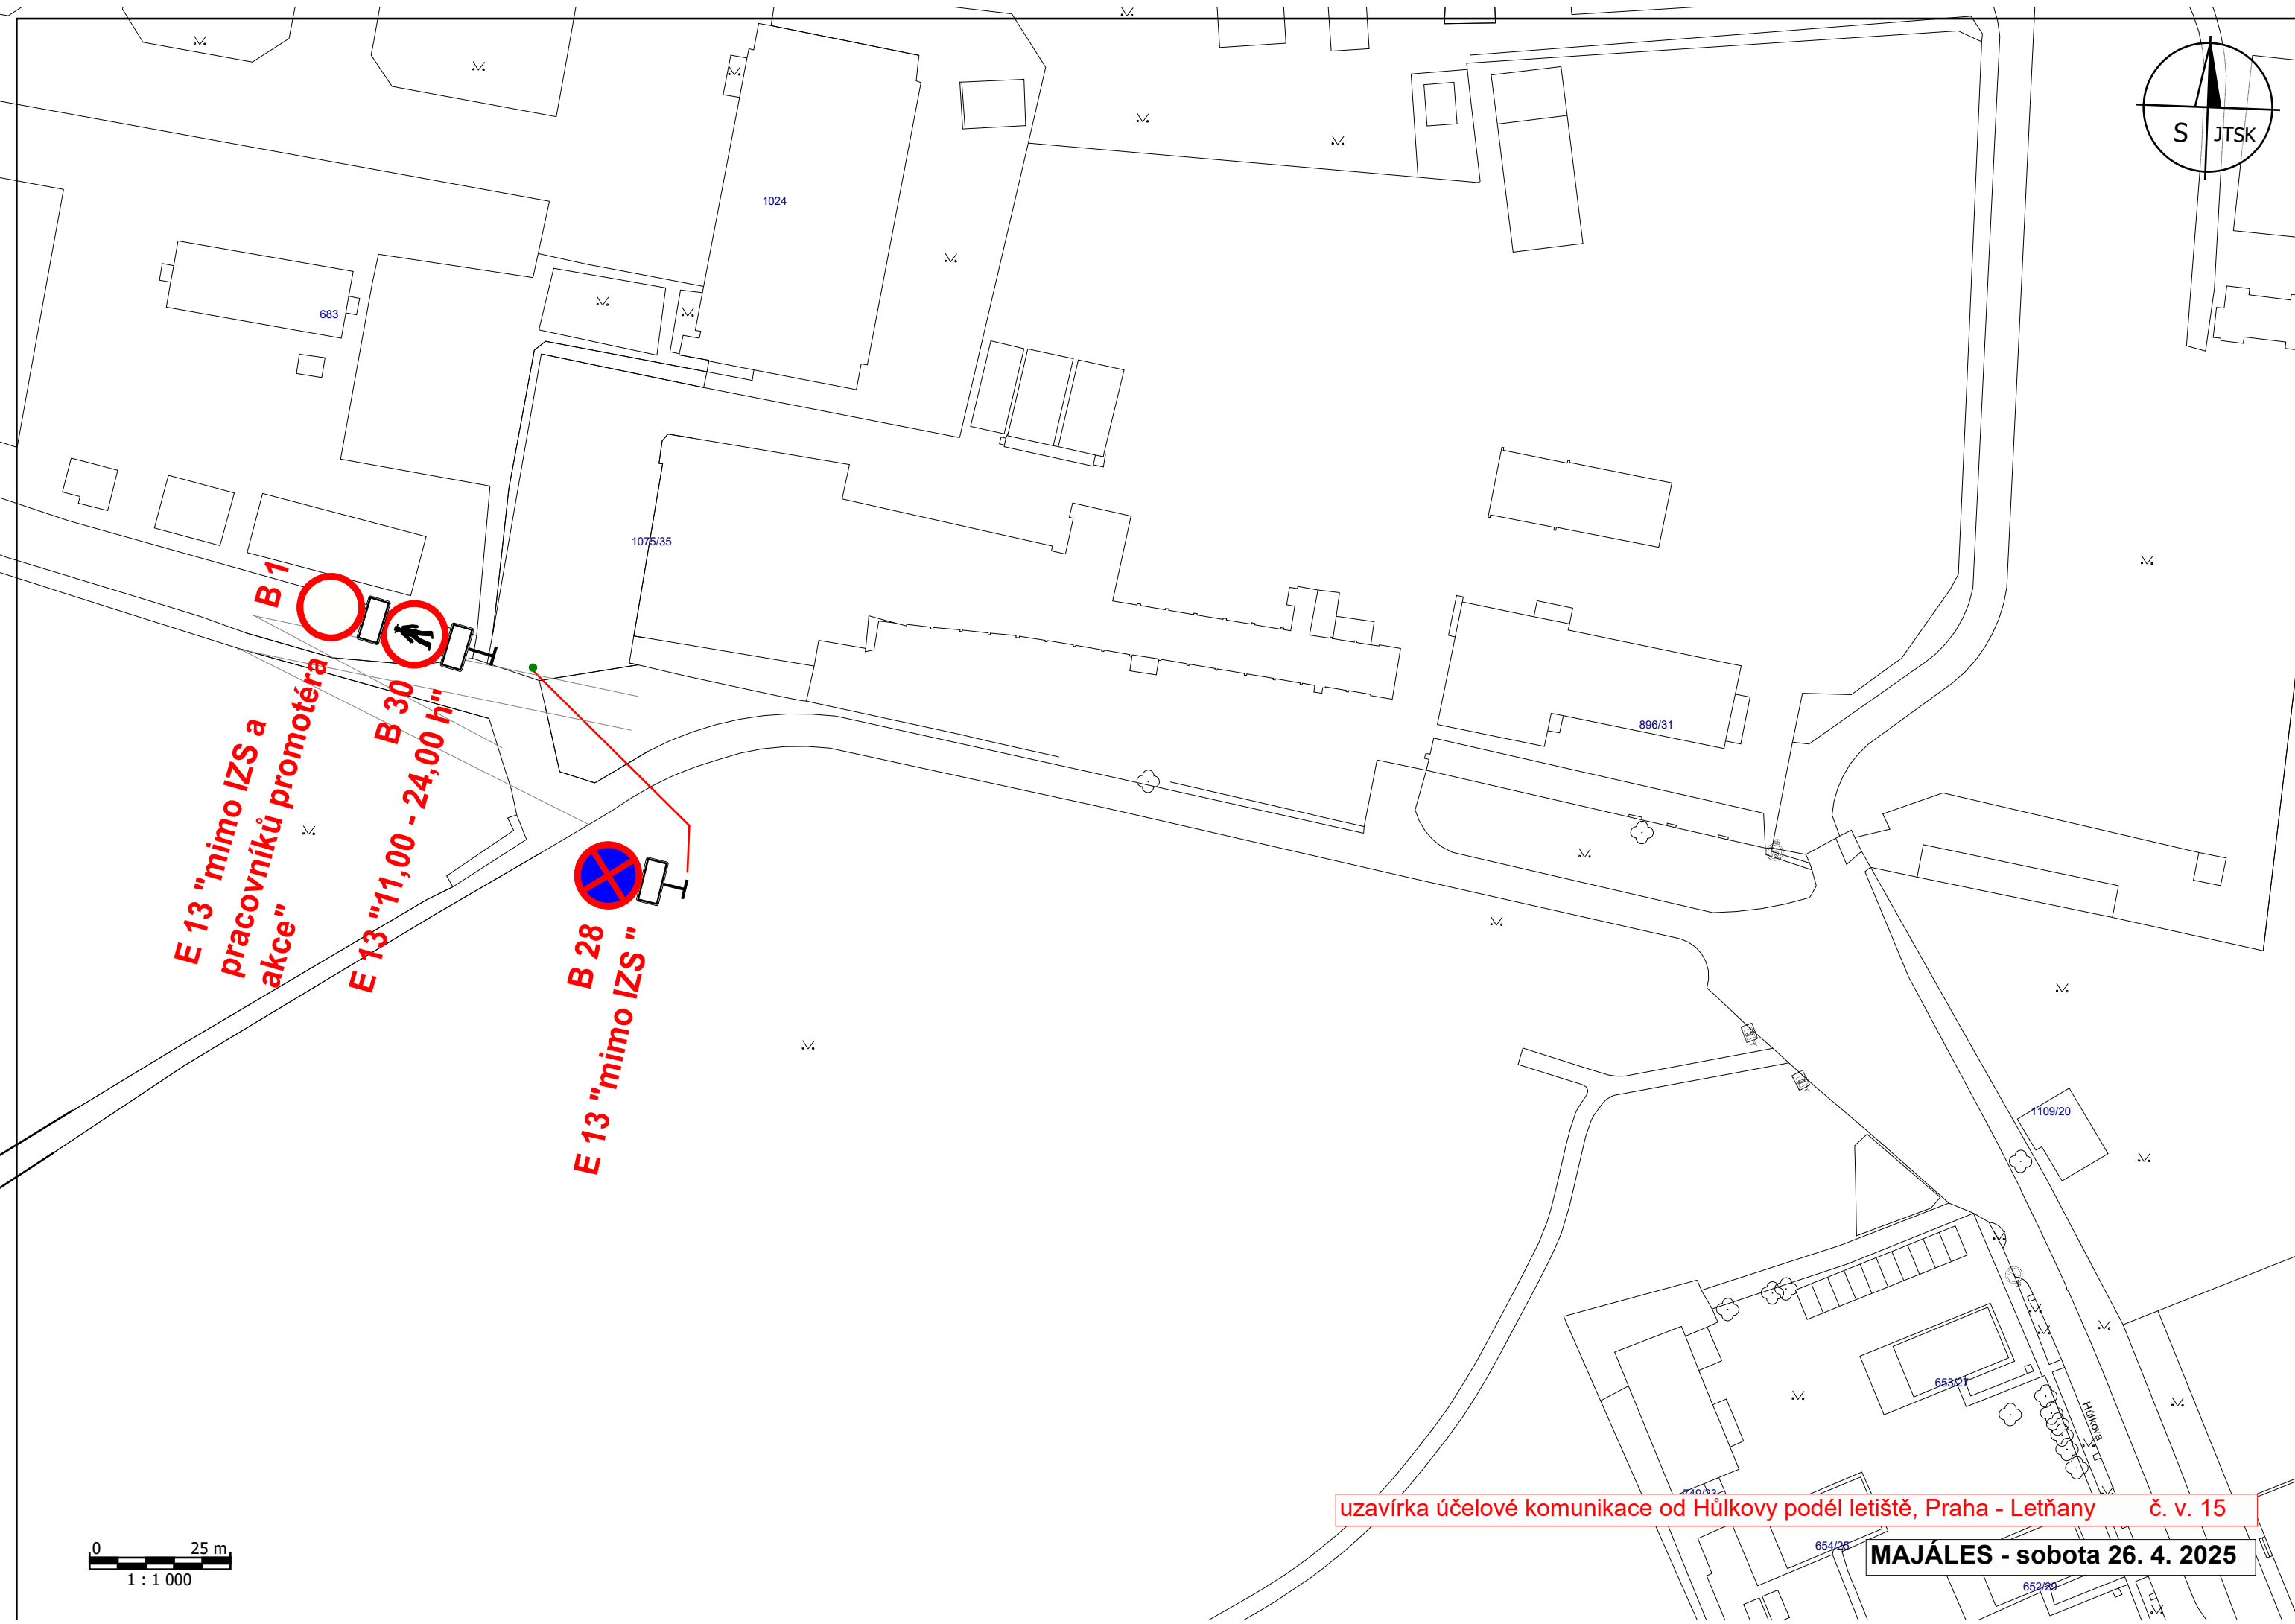 S JTSK
1024
683
1075/35
B 1
896/31
B 30
E 13 "mimo IZS a
pracovníků promotéra
akce"
E 13 "11,00 - 24,00 h"
B 28
E 13 "mimo IZS "
1109/20
653/27
Hůlkova
uzavírka účelové komunikace od Hůlkovy podél letiště, Praha - Letňany č. v. 15
654/25
MAJÁLES - sobota 26. 4. 2025
652/29
0 25 m
1 : 1 000